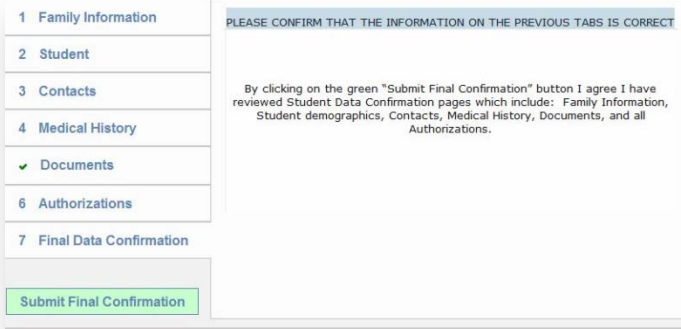 1 Family Information
2 Student
3 Contacts
4 Medical History
Documents
6 Authorizations
7 Final Data Confirmation
Submit Final Confirmation
PLEASE CONFIRM THAT THE INFORMATION ON THE PREVIOUS TABS IS CORRECT
By clicking on the green “Submit Final Confirmation” button I agree I have
reviewed Student Data Confirmation pages which include:  Family Information,
Student demographics, Contacts, Medical History, Documents, and all
Authorizations.